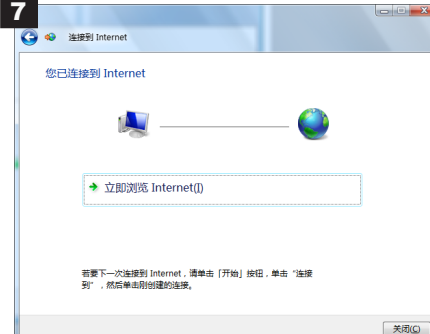 7
连接到 Internet
您已连接到 Internet
立即浏览 Internet(I)
若要下一次连接到 Internet，请单击「开始」按钮，单击“连接
到”，然后单击刚创建的连接。
关闭(C)